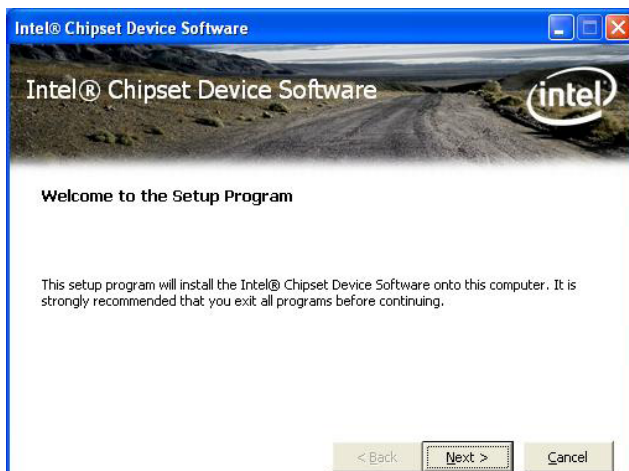 Intel® Chipset Device Software
Intel® Chipset Device Software
intel
Welcome to the Setup Program
This setup program will install the Intel® Chipset Device Software onto this computer. It is
strongly recommended that you exit all programs before continuing.
< Back
Next >
Cancel